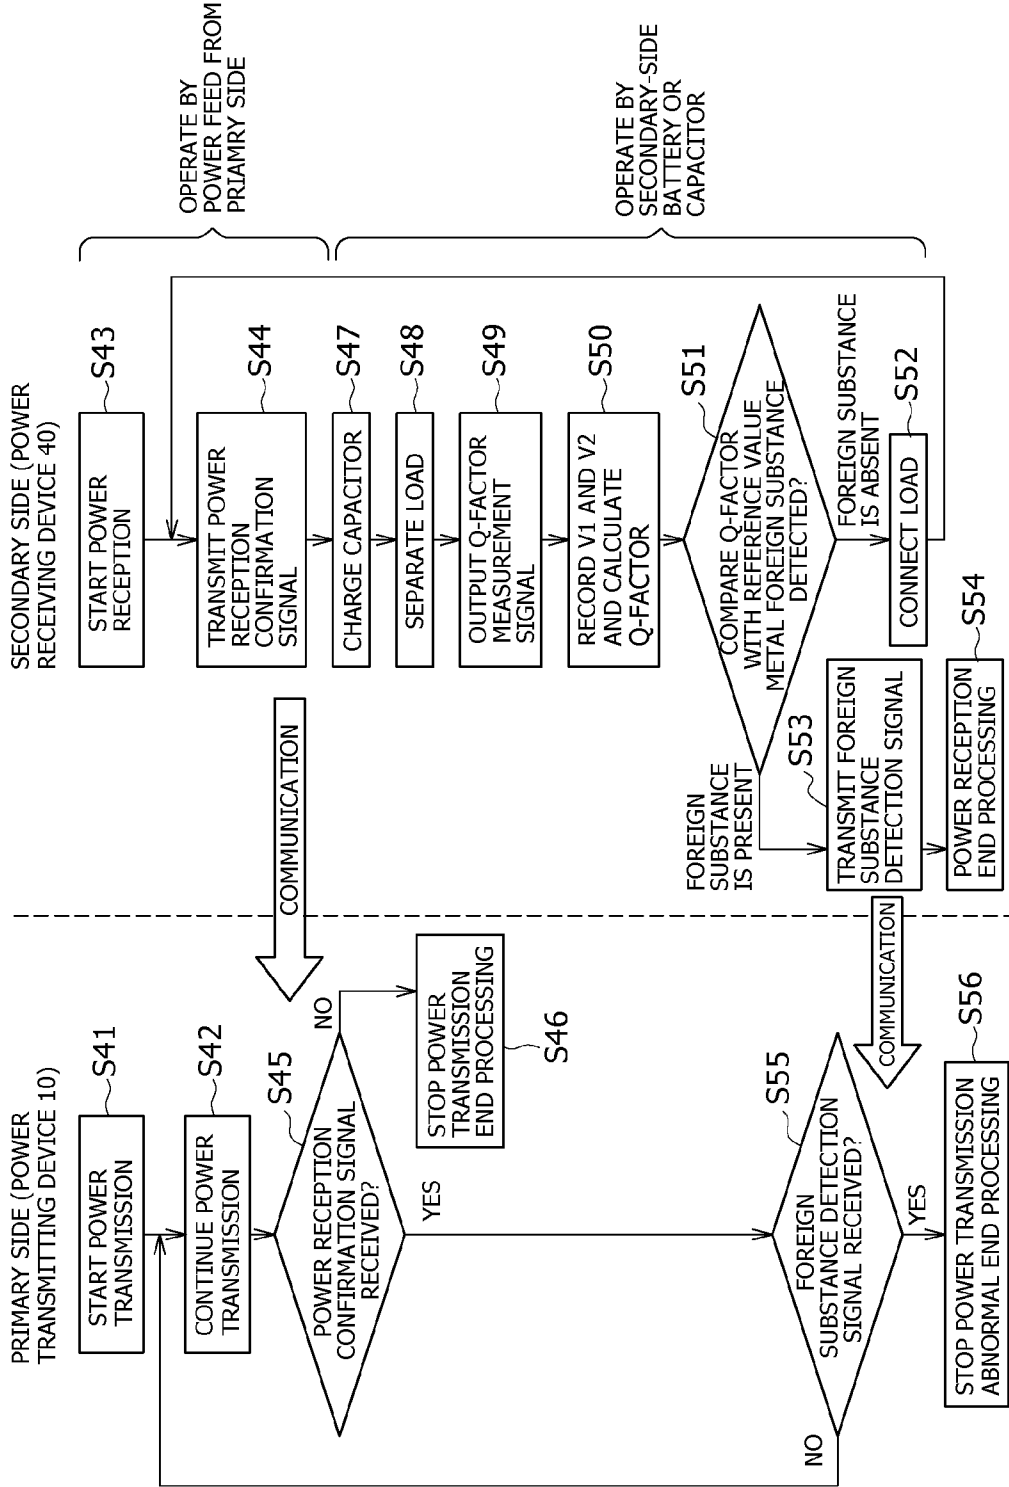 PRIMARY SIDE (POWER
TRANSMITTING DEVICE 10)
START POWER
TRANSMISSION
S41
CONTINUE POWER
TRANSMISSION
S42
POWER RECEPTION
CONFIRMATION SIGNAL
RECEIVED?
S45
NO
STOP POWER
TRANSMISSION
END PROCESSING
S46
YES
FOREIGN
SUBSTANCE DETECTION
SIGNAL RECEIVED?
S55
NO
YES
STOP POWER TRANSMISSION
ABNORMAL END PROCESSING
S56
COMMUNICATION
COMMUNICATION
SECONDARY SIDE (POWER
RECEIVING DEVICE 40)
START POWER
RECEPTION
S43
TRANSMIT POWER
RECEPTION
CONFIRMATION
SIGNAL
S44
CHARGE CAPACITOR
S47
SEPARATE LOAD
S48
OUTPUT Q-FACTOR
MEASUREMENT
SIGNAL
S49
RECORD V1 AND V2
AND CALCULATE
Q-FACTOR
S50
COMPARE Q-FACTOR
WITH REFERENCE VALUE
METAL FOREIGN SUBSTANCE
DETECTED?
S51
FOREIGN
SUBSTANCE
IS PRESENT
FOREIGN SUBSTANCE
IS ABSENT
CONNECT LOAD
S52
TRANSMIT FOREIGN
SUBSTANCE
DETECTION SIGNAL
S53
POWER RECEPTION
END PROCESSING
S54
OPERATE BY
POWER FEED FROM
PRIAMRY SIDE
OPERATE BY
SECONDARY-SIDE
BATTERY OR
CAPACITOR